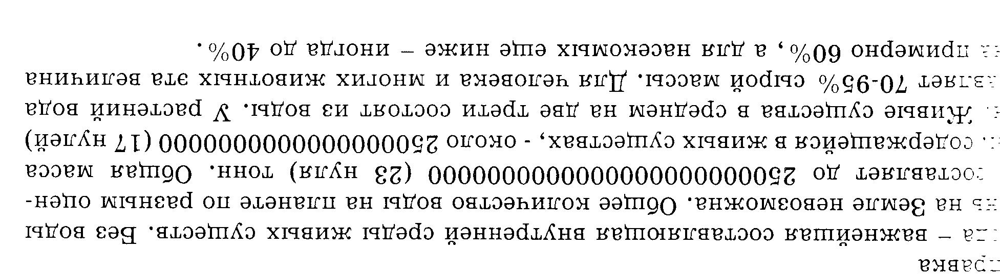 правка
да – важнейшая составляющая внутренней среды живых существ. Без воды
нь на Земле невозможна. Общее количество воды на планете по разным оцен-
составляет до 2500000000000000000000000 (23 нуля) тонн. Общая масса
содержащейся в живых существах, - около 2500000000000000000 (17 нулей)
Живые существа в среднем на две трети состоят из воды. У растений вода
вляет 70-95% сырой массы. Для человека и многих животных эта величина
примерно 60%, а для насекомых еще ниже – иногда до 40%.